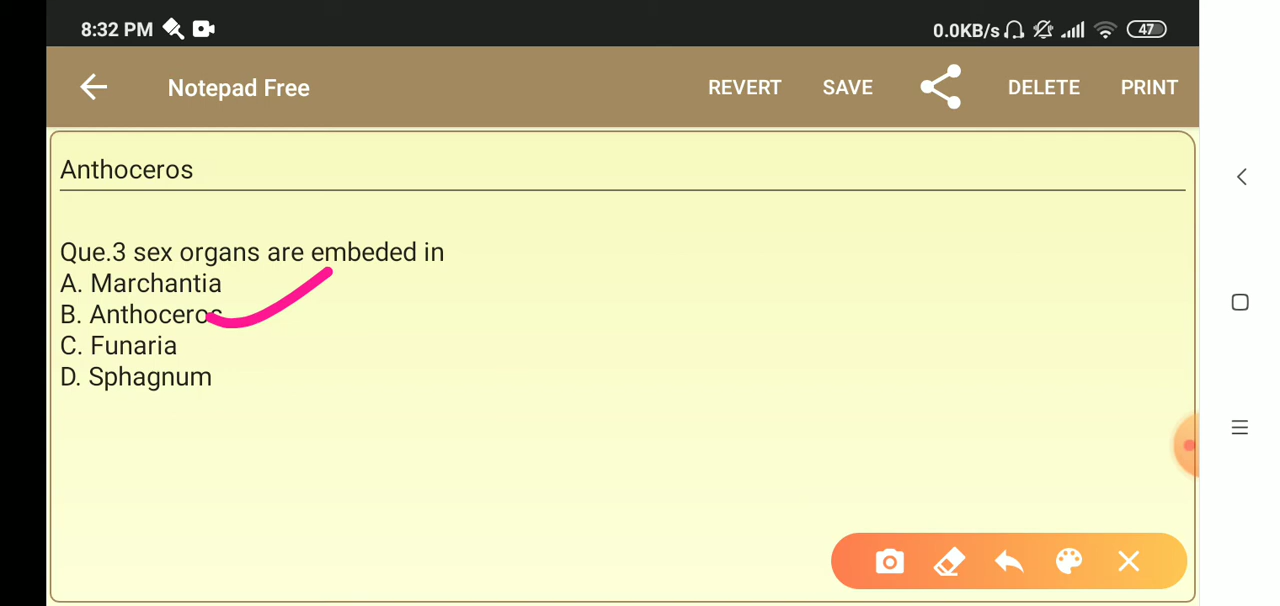 8:32 PM 0.0KB/s 47
Notepad Free REVERT SAVE DELETE PRINT
Anthoceros
Que.3 sex organs are embeded in
A. Marchantia
B. Anthoceros
C. Funaria
D. Sphagnum